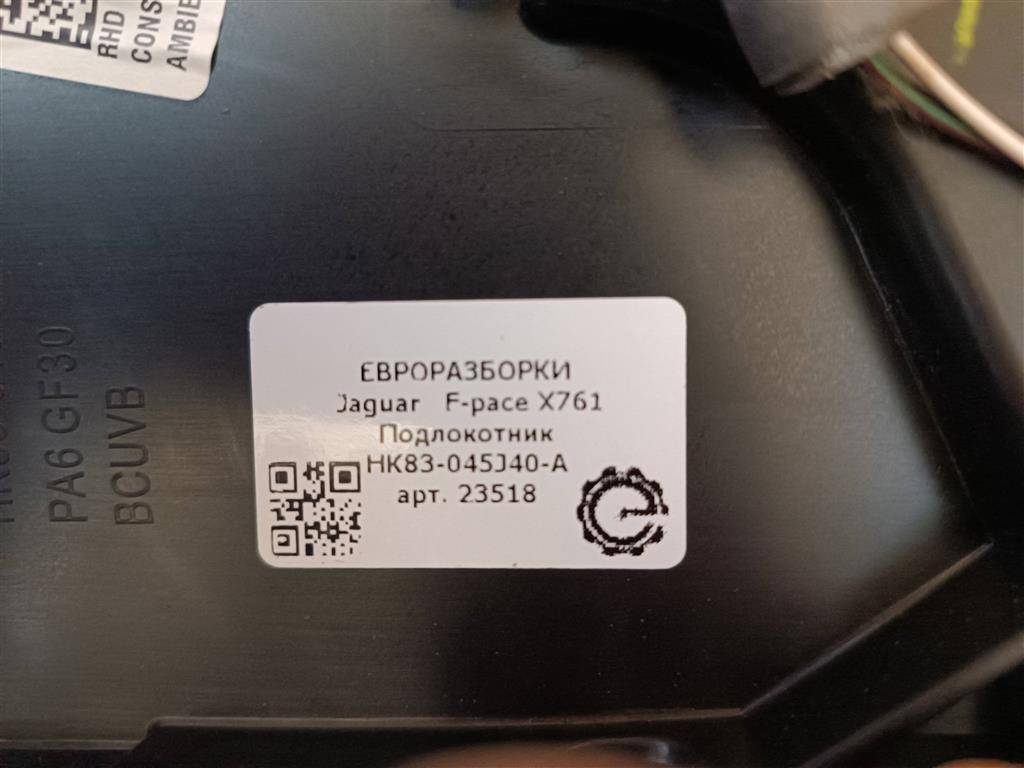 RHD
CONS
AMBIE
PA6 GF30
BCUVB
ЕВРОРАЗБОРКИ
Jaguar F-pace X761
Подлокотник
HK83-045J40-A
арт. 23518